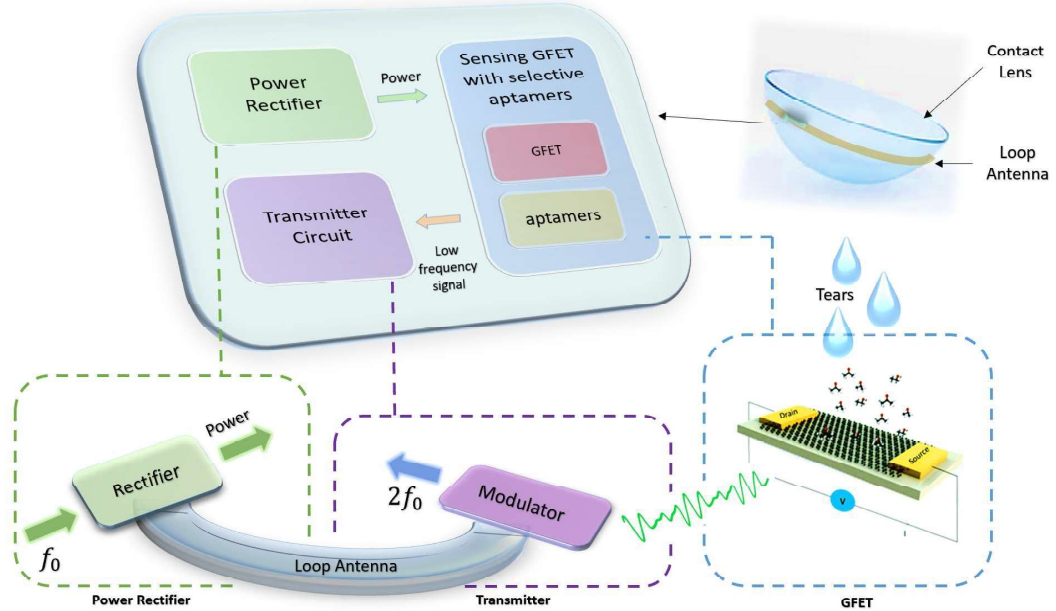 Power
Rectifier
Power
Sensing GFET
with selective
aptamers
GFET
aptamers
Transmitter
Circuit
Low
frequency
signal
Contact
Lens
Loop
Antenna
Tears
Drain
Source
V
Power
Rectifier
f₀
2f₀
Modulator
Loop Antenna
Power Rectifier
Transmitter
GFET